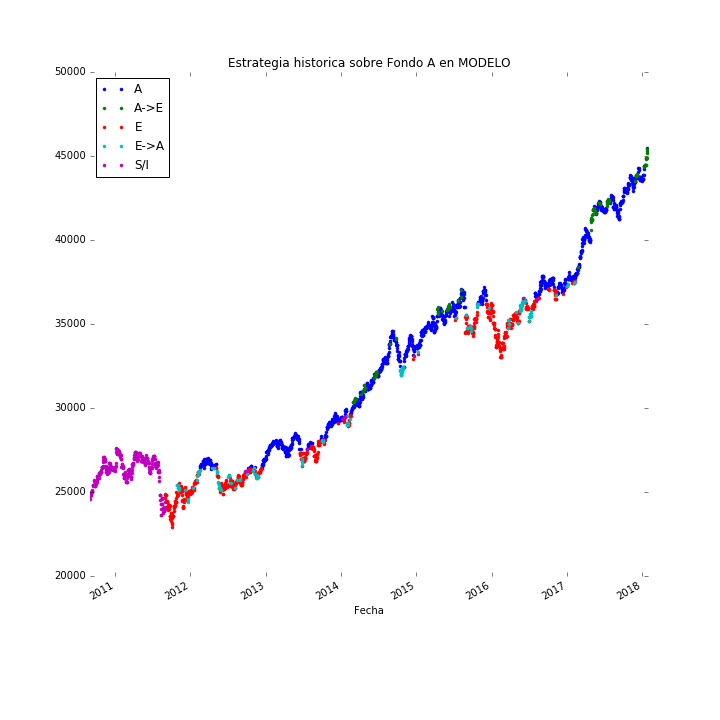 Estrategia historica sobre Fondo A en MODELO
50000
45000
40000
35000
30000
25000
20000
A
A->E
E
E->A
S/I
2011
2012
2013
2014
2015
2016
2017
2018
Fecha